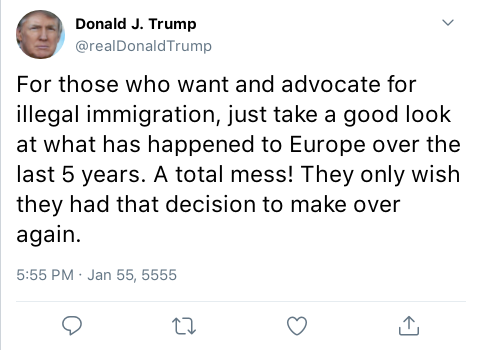 Donald J. Trump
@realDonaldTrump
For those who want and advocate for
illegal immigration, just take a good look
at what has happened to Europe over the
last 5 years. A total mess! They only wish
they had that decision to make over
again.
5:55 PM · Jan 55, 5555